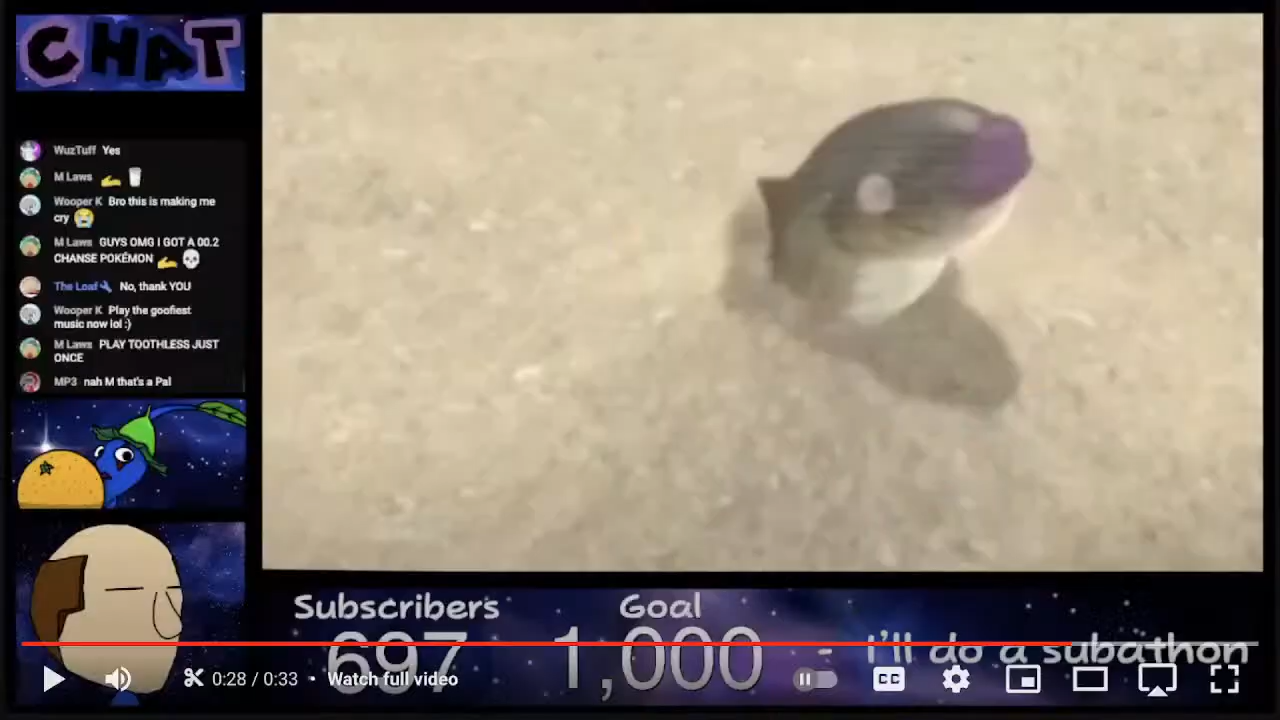 CHAT
WuzTuff Yes
M Laws 🫴 🥛
Wooper K Bro this is making me
cry 😭
M Laws GUYS OMG I GOT A 00.2
CHANSE POKÉMON 🫴 💀
The Loaf No, thank YOU
Wooper K Play the goofiest
music now lol :)
M Laws PLAY TOOTHLESS JUST
ONCE
MP3 nah M that's a Pal
Subscribers
697
Goal
1,000
- I'll do a subathon
0:28 / 0:33 • Watch full video
CC